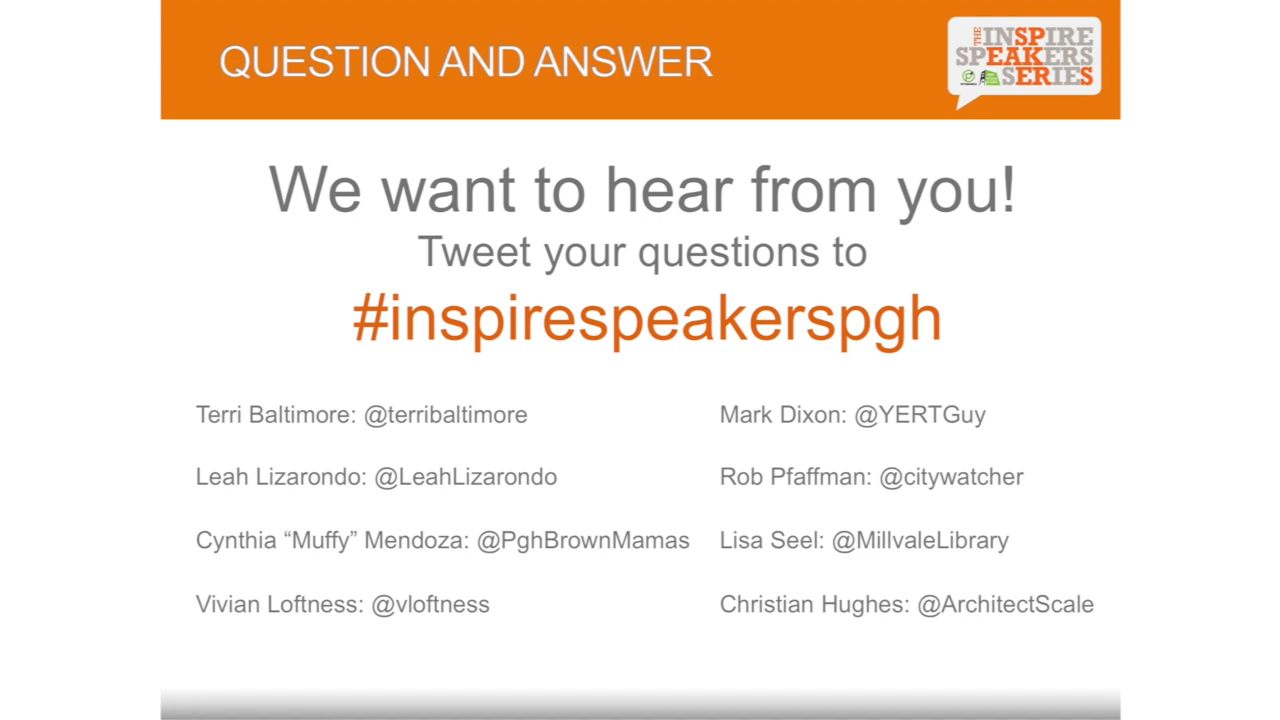 QUESTION AND ANSWER
THE INSPIRE
SPEAKERS
SERIES
We want to hear from you!
Tweet your questions to
#inspirespeakerspgh
Terri Baltimore: @terribaltimore
Mark Dixon: @YERTGuy
Leah Lizarondo: @LeahLizarondo
Rob Pfaffman: @citywatcher
Cynthia “Muffy” Mendoza: @PghBrownMamas
Lisa Seel: @MillvaleLibrary
Vivian Loftness: @vloftness
Christian Hughes: @ArchitectScale